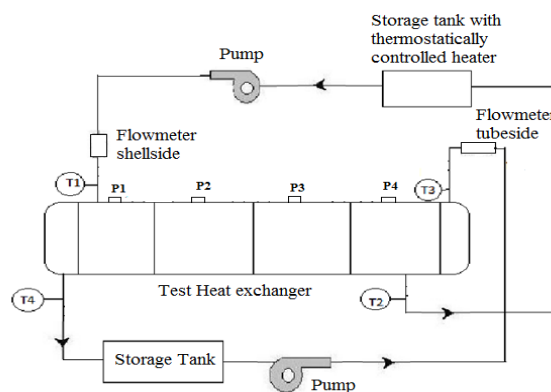 Storage tank with
thermostatically
controlled heater
Pump
Flowmeter
tubeside
Flowmeter
shellside
T1
P1
P2
P3
P4
T3
T4
Test Heat exchanger
T2
Storage Tank
Pump